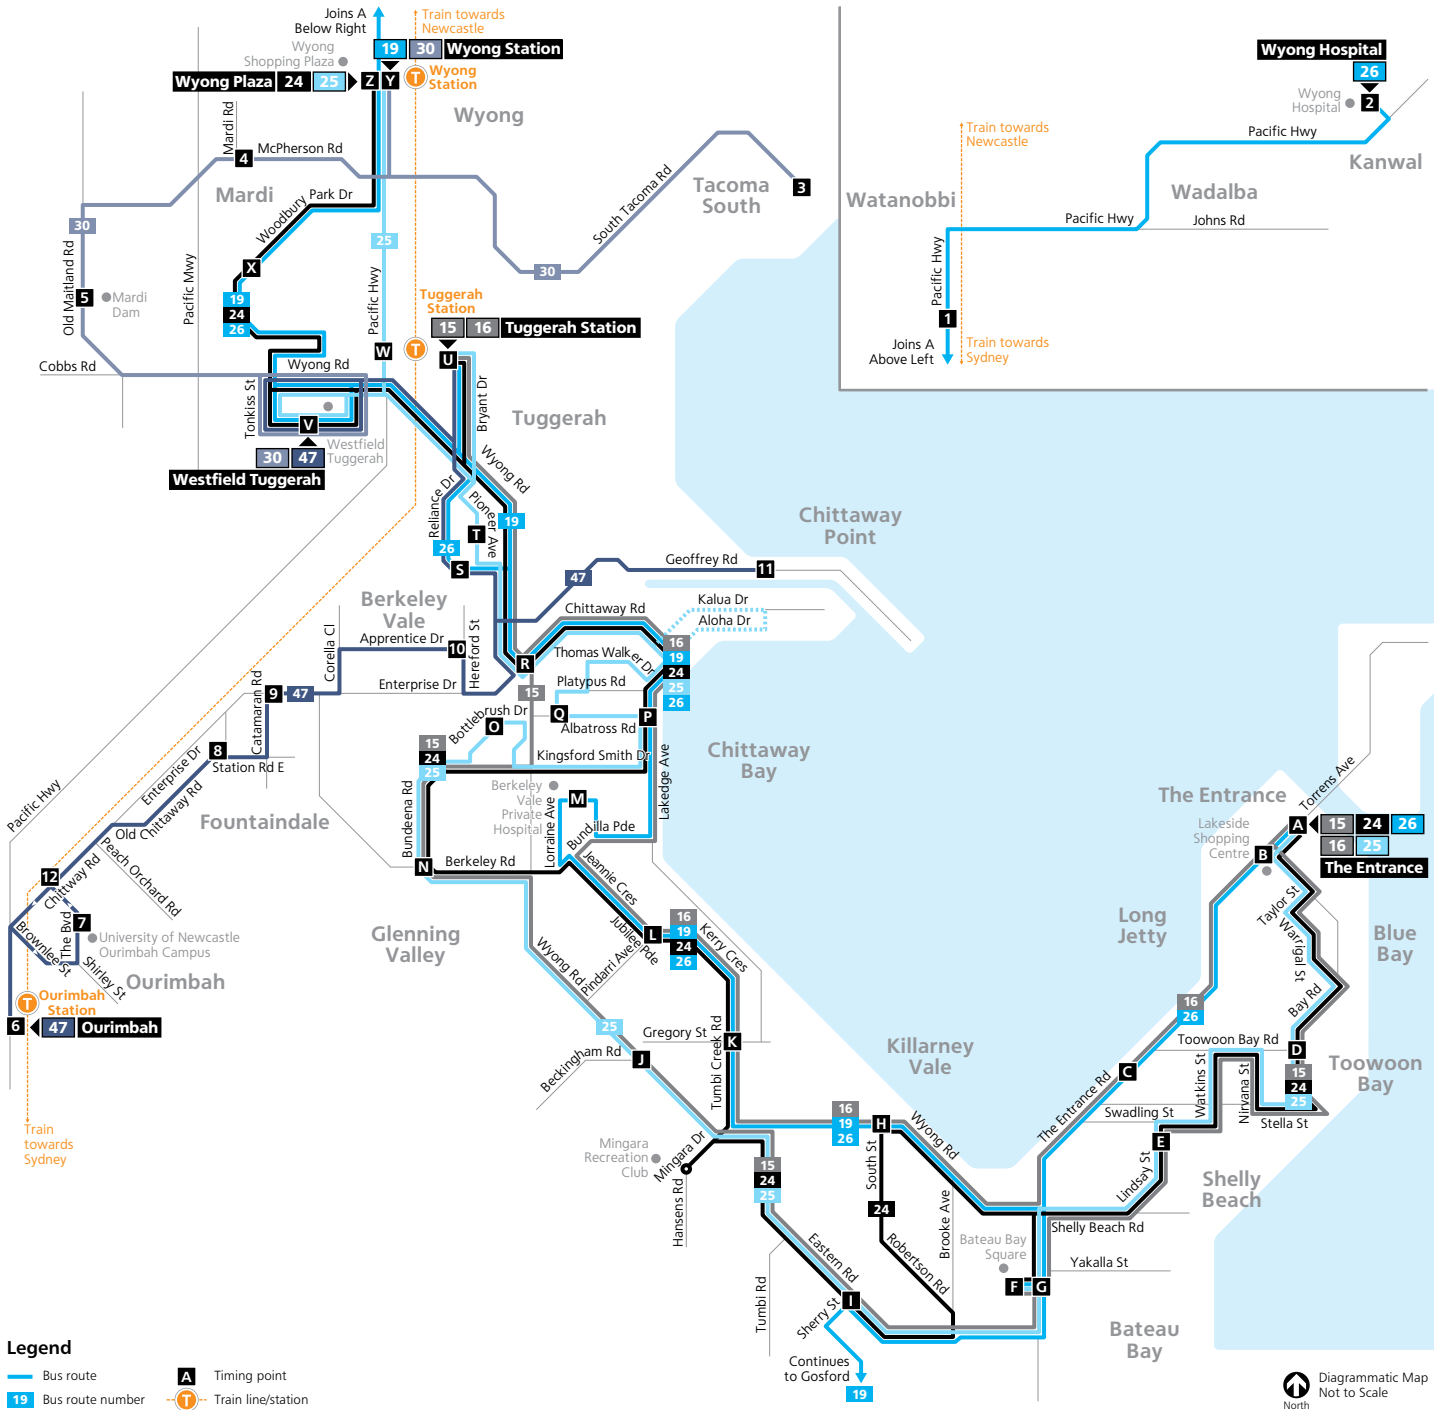 Joins A
Below Right
Train towards
Newcastle
19
30
Wyong Station
Wyong
Shopping Plaza
Wyong Plaza
24
25
Z
Y
T
Wyong
Station
Wyong
Mardi Rd
4
McPherson Rd
Mardi
Park Dr
Woodbury
South Tacoma Rd
3
Tacoma
South
30
25
30
X
Old Maitland Rd
5
Mardi
Dam
Pacific Mwy
Pacific Hwy
19
24
26
Tuggerah
Station
15
16
Tuggerah Station
W
T
U
Cobbs Rd
Wyong Rd
Tonkiss St
Bryant Dr
Tuggerah
V
Westfield
Tuggerah
30
47
Westfield Tuggerah
Wyong Rd
Reliance Dr
Pioneer Ave
19
T
26
S
Wyong Hospital
26
Wyong
Hospital
2
Pacific Hwy
Kanwal
Train towards
Newcastle
Watanobbi
Wadalba
Pacific Hwy
Johns Rd
Pacific Hwy
1
Joins A
Above Left
Train towards
Sydney
Chittaway
Point
Geoffrey Rd
11
47
Berkeley
Vale
Chittaway Rd
Kalua Dr
Aloha Dr
Corella Cl
Apprentice Dr
10
Hereford St
16
19
24
25
26
R
Thomas Walker Dr
Platypus Rd
Enterprise Dr
9
47
15
Catamaran Rd
Q
P
Albatross Rd
Bottlebrush Dr
O
15
24
25
Kingsford Smith Dr
8
Station Rd E
Enterprise Dr
Chittaway
Bay
Lakedge Ave
Pacific Hwy
Old Chittaway Rd
Fountaindale
Bundeena Rd
Berkeley
Vale
Private
Hospital
M
Lorraine Ave
Bundilla Pde
Peach Orchard Rd
N
Berkeley Rd
Jeannie Cres
12
Chittway Rd
The Bvd
7
University of Newcastle
Ourimbah Campus
Brownlee St
Shirley St
Ourimbah
T
Ourimbah
Station
6
47
Ourimbah
Train
towards
Sydney
Glenning
Valley
Jubilee Pde
L
16
19
24
26
Kerry Cres
Pindarri Ave
Wyong Rd
25
Gregory St
K
Tumbi Creek Rd
Beckingham Rd
J
The Entrance
Torrens Ave
Lakeside
Shopping
Centre
A
15
24
26
16
25
The Entrance
B
Taylor St
Warrigal St
Long
Jetty
Blue
Bay
16
26
Bay Rd
Killarney
Vale
Toowoon Bay Rd
D
Toowoon
Bay
C
15
24
25
Watkins St
Nirvana St
The Entrance Rd
Swadling St
Stella St
E
16
19
26
H
Wyong Rd
Mingara
Recreation
Club
Mingara Dr
15
24
25
Hansens Rd
South St
24
Lindsay St
Shelly
Beach
Shelly Beach Rd
Brooke Ave
Bateau Bay
Square
Yakalla St
Eastern Rd
Robertson Rd
F
G
Tumbi Rd
I
Sherry St
Bateau
Bay
Continues
to Gosford
19
Legend
Bus route
A
Timing point
19
Bus route number
T
Train line/station
North
Diagrammatic Map
Not to Scale